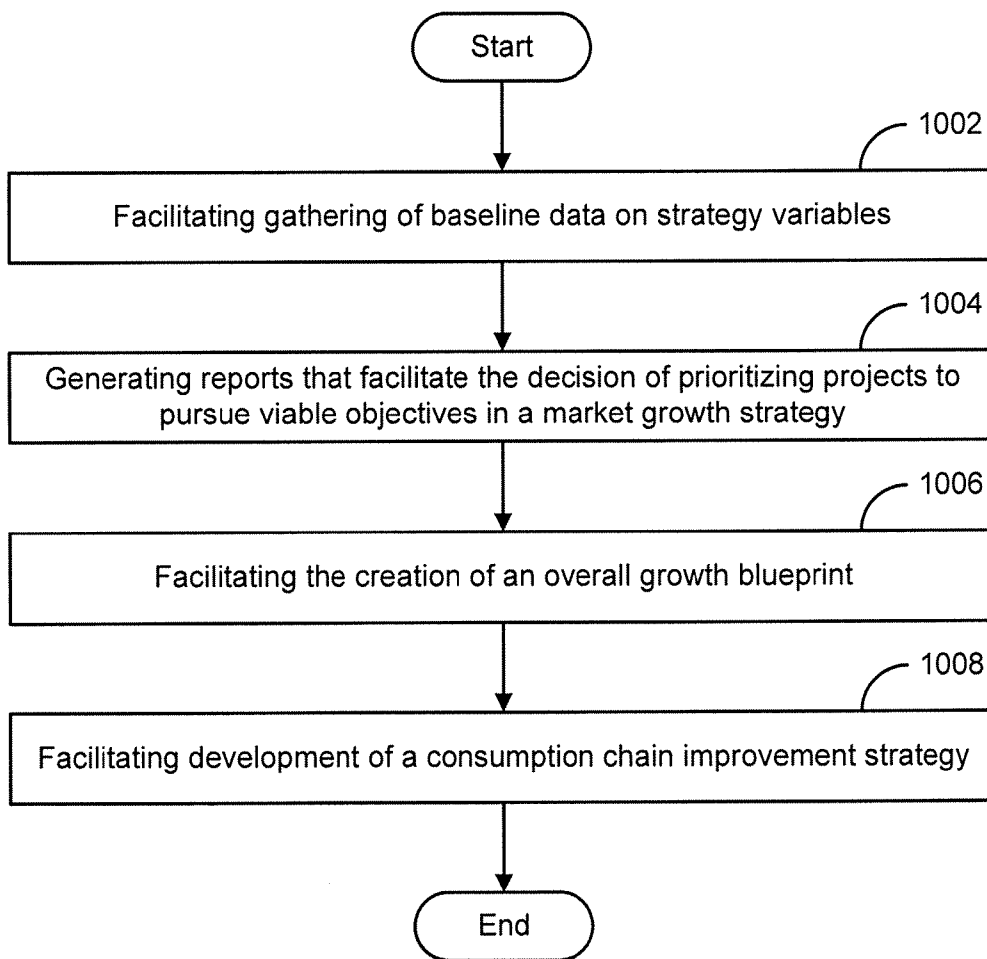 Start
1002
Facilitating gathering of baseline data on strategy variables
1004
Generating reports that facilitate the decision of prioritizing projects to
pursue viable objectives in a market growth strategy
1006
Facilitating the creation of an overall growth blueprint
1008
Facilitating development of a consumption chain improvement strategy
End